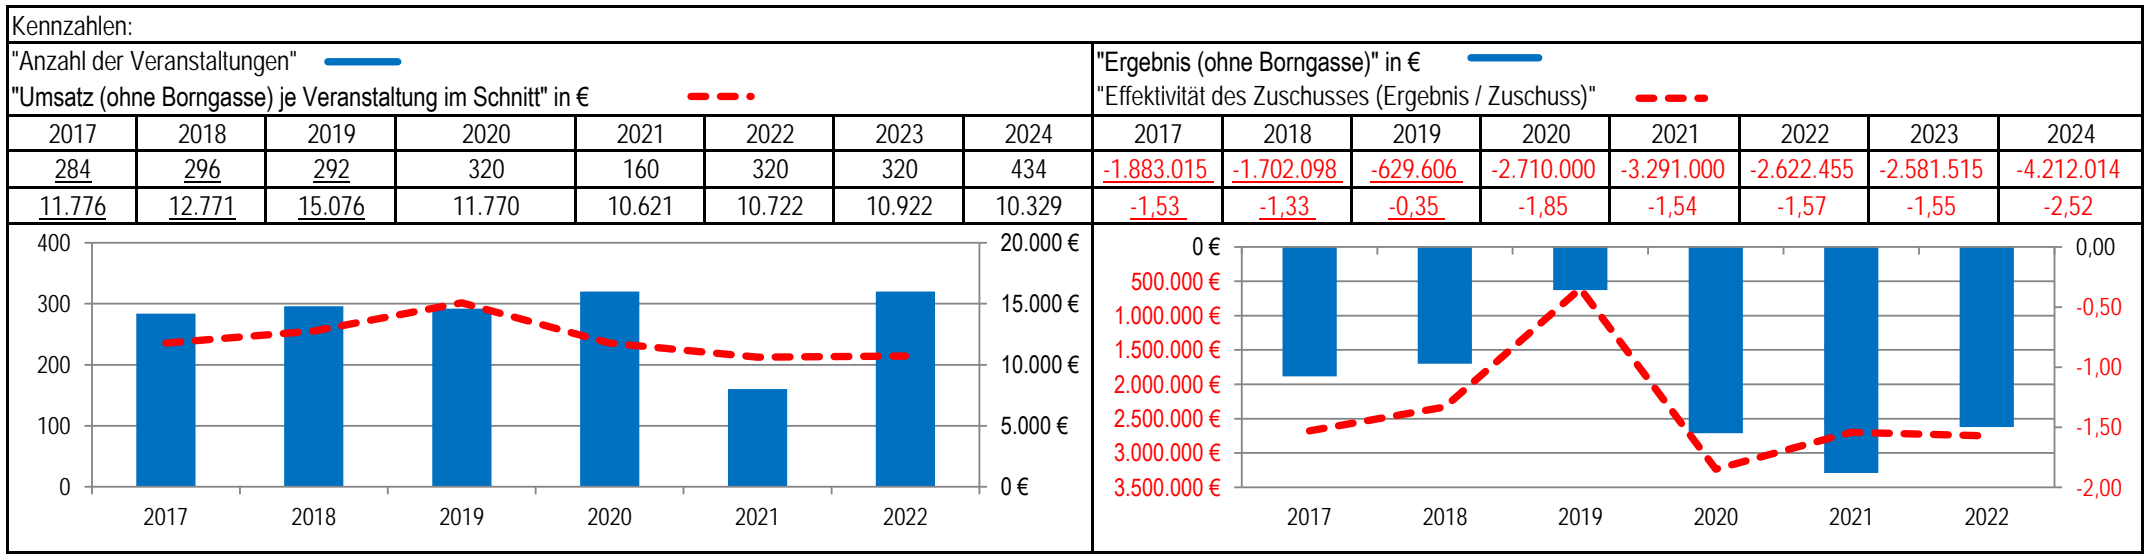 Kennzahlen:
"Anzahl der Veranstaltungen"
"Umsatz (ohne Borngasse) je Veranstaltung im Schnitt" in €
"Ergebnis (ohne Borngasse)" in €
"Effektivität des Zuschusses (Ergebnis / Zuschuss)"
2017 2018 2019 2020 2021 2022 2023 2024 2017 2018 2019 2020 2021 2022 2023 2024
284 296 292 320 160 320 320 434 -1.883.015 -1.702.098 -629.606 -2.710.000 -3.291.000 -2.622.455 -2.581.515 -4.212.014
11.776 12.771 15.076 11.770 10.621 10.722 10.922 10.329 -1,53 -1,33 -0,35 -1,85 -1,54 -1,57 -1,55 -2,52
400
300
200
100
0
20.000 €
15.000 €
10.000 €
5.000 €
0 €
2017 2018 2019 2020 2021 2022
0 €
500.000 €
1.000.000 €
1.500.000 €
2.000.000 €
2.500.000 €
3.000.000 €
3.500.000 €
0,00
-0,50
-1,00
-1,50
-2,00
2017 2018 2019 2020 2021 2022